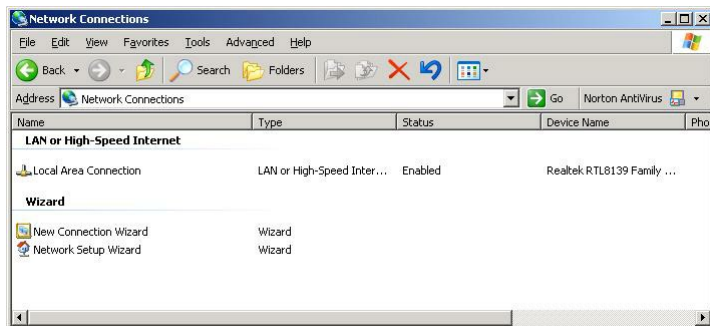 Network Connections
File Edit View Favorites Tools Advanced Help
Back Search Folders
Address Network Connections Go Norton AntiVirus
Name Type Status Device Name Pho
LAN or High-Speed Internet
Local Area Connection LAN or High-Speed Inter... Enabled Realtek RTL8139 Family ...
Wizard
New Connection Wizard Wizard
Network Setup Wizard Wizard